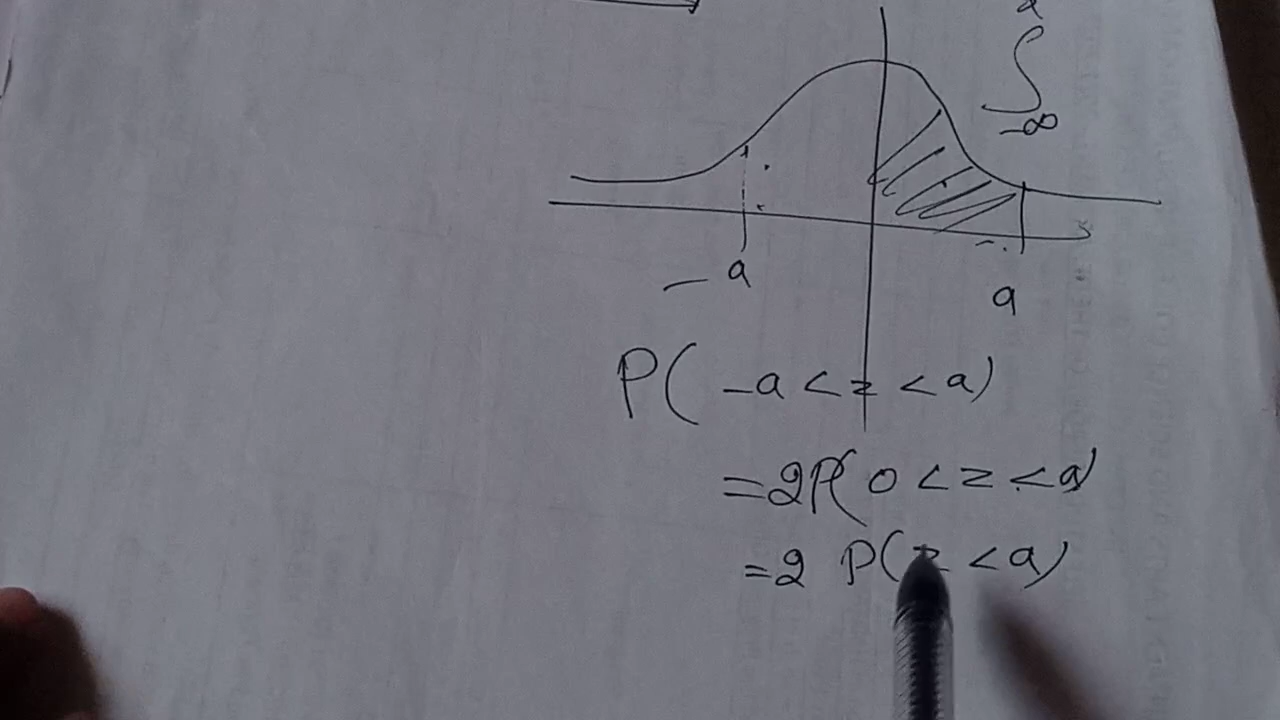 ∫
-∞
- a
a
P( -a < z < a)
= 2P( 0 < z < a)
= 2 P(z < a)